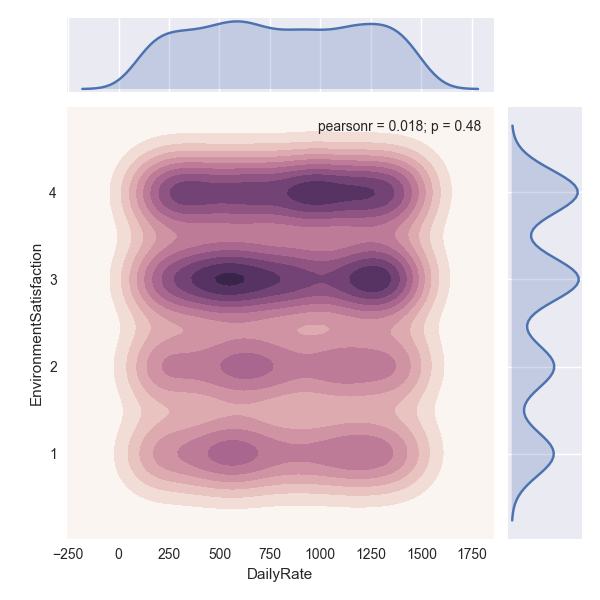 pearsonr = 0.018; p = 0.48
4
3
2
1
EnvironmentSatisfaction
−250 0 250 500 750 1000 1250 1500 1750
DailyRate